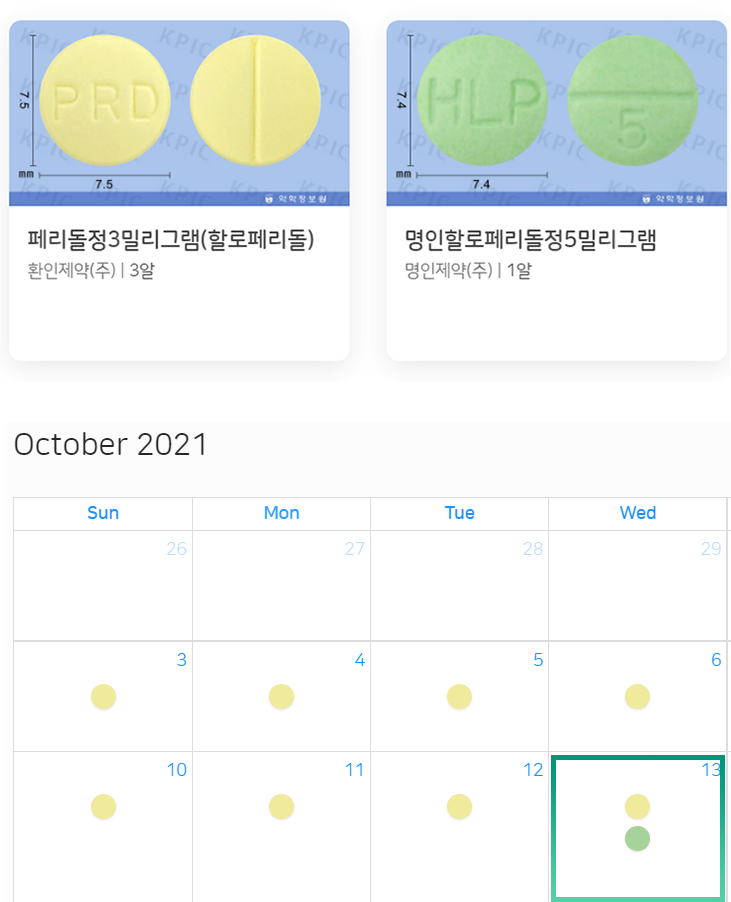 KPIC KPIC KPIC KPIC
PRD
HLP
5
7.5
7.4
mm
7.5
mm
7.4
약학정보원
약학정보원
페리돌정3밀리그램(할로페리돌)
명인할로페리돌정5밀리그램
환인제약(주) | 3알
명인제약(주) | 1알
October 2021
Sun Mon Tue Wed
26 27 28 29
3 4 5 6
10 11 12 13